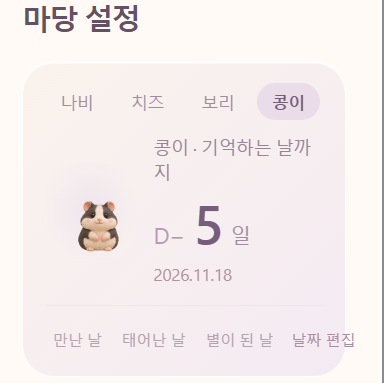 마당 설정
나비 치즈 보리 콩이
콩이 · 기억하는 날까
지
D− 5 일
2026.11.18
만난 날 태어난 날 별이 된 날 날짜 편집